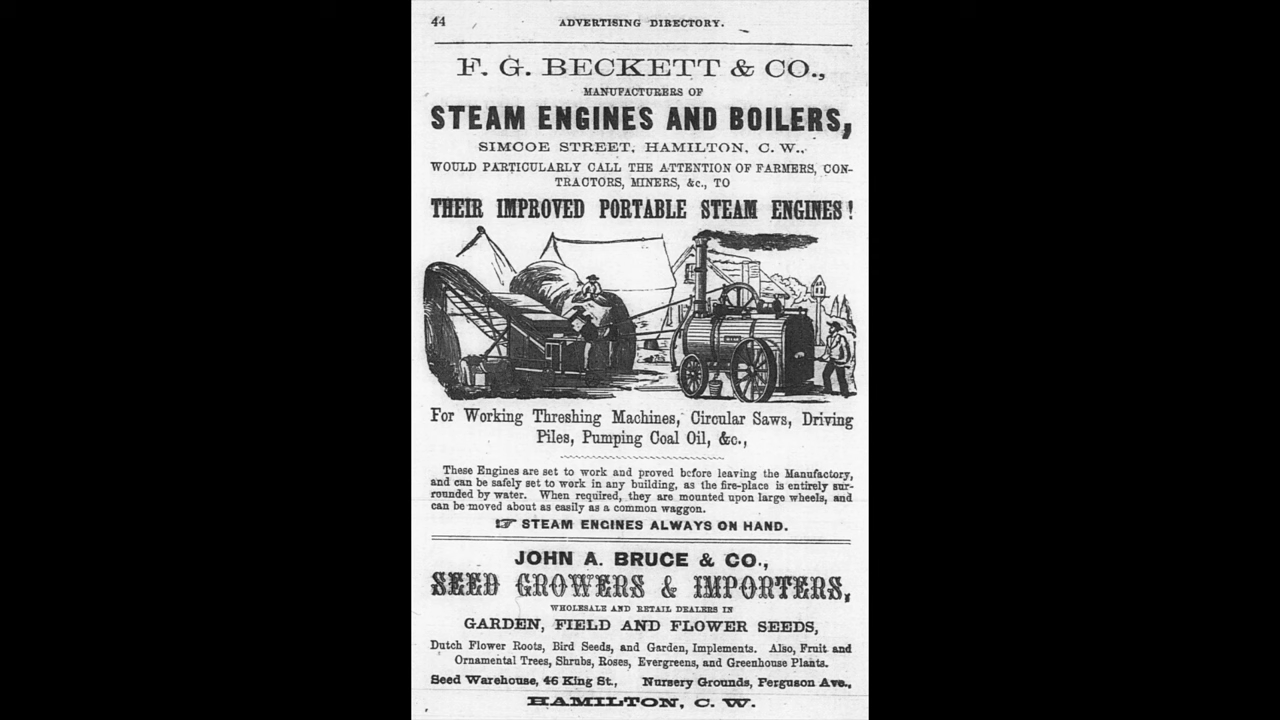 44 ADVERTISING DIRECTORY.
F. G. BECKETT & CO.,
MANUFACTURERS OF
STEAM ENGINES AND BOILERS,
SIMCOE STREET, HAMILTON, C. W.,
WOULD PARTICULARLY CALL THE ATTENTION OF FARMERS, CON-
TRACTORS, MINERS, &c., TO
THEIR IMPROVED PORTABLE STEAM ENGINES!
For Working Threshing Machines, Circular Saws, Driving
Piles, Pumping Coal Oil, &c.,
These Engines are set to work and proved before leaving the Manufactory,
and can be safely set to work in any building, as the fire-place is entirely sur-
rounded by water. When required, they are mounted upon large wheels, and
can be moved about as easily as a common waggon.
☞ STEAM ENGINES ALWAYS ON HAND.
JOHN A. BRUCE & CO.,
SEED GROWERS & IMPORTERS,
WHOLESALE AND RETAIL DEALERS IN
GARDEN, FIELD AND FLOWER SEEDS,
Dutch Flower Roots, Bird Seeds, and Garden, Implements. Also, Fruit and
Ornamental Trees, Shrubs, Roses, Evergreens, and Greenhouse Plants.
Seed Warehouse, 46 King St., Nursery Grounds, Ferguson Ave.,
HAMILTON, C. W.